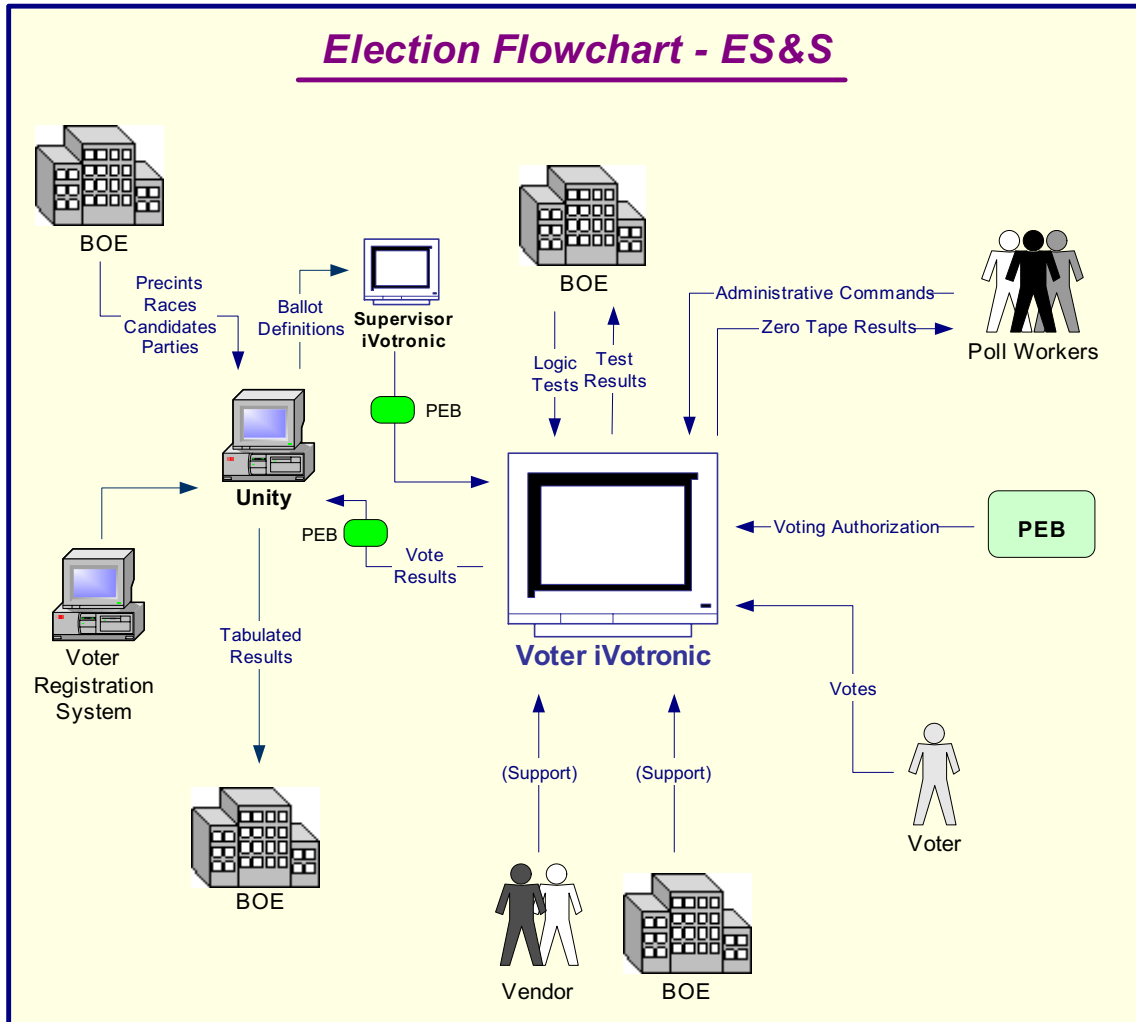 Election Flowchart - ES&S
BOE
Precints
Races
Candidates
Parties
Ballot
Definitions
Supervisor
iVotronic
PEB
BOE
Logic
Tests
Test
Results
Administrative Commands
Zero Tape Results
Poll Workers
Unity
PEB
Vote
Results
Voting Authorization
PEB
Voter
Registration
System
Tabulated
Results
Voter iVotronic
Votes
Voter
(Support)
(Support)
BOE
Vendor
BOE